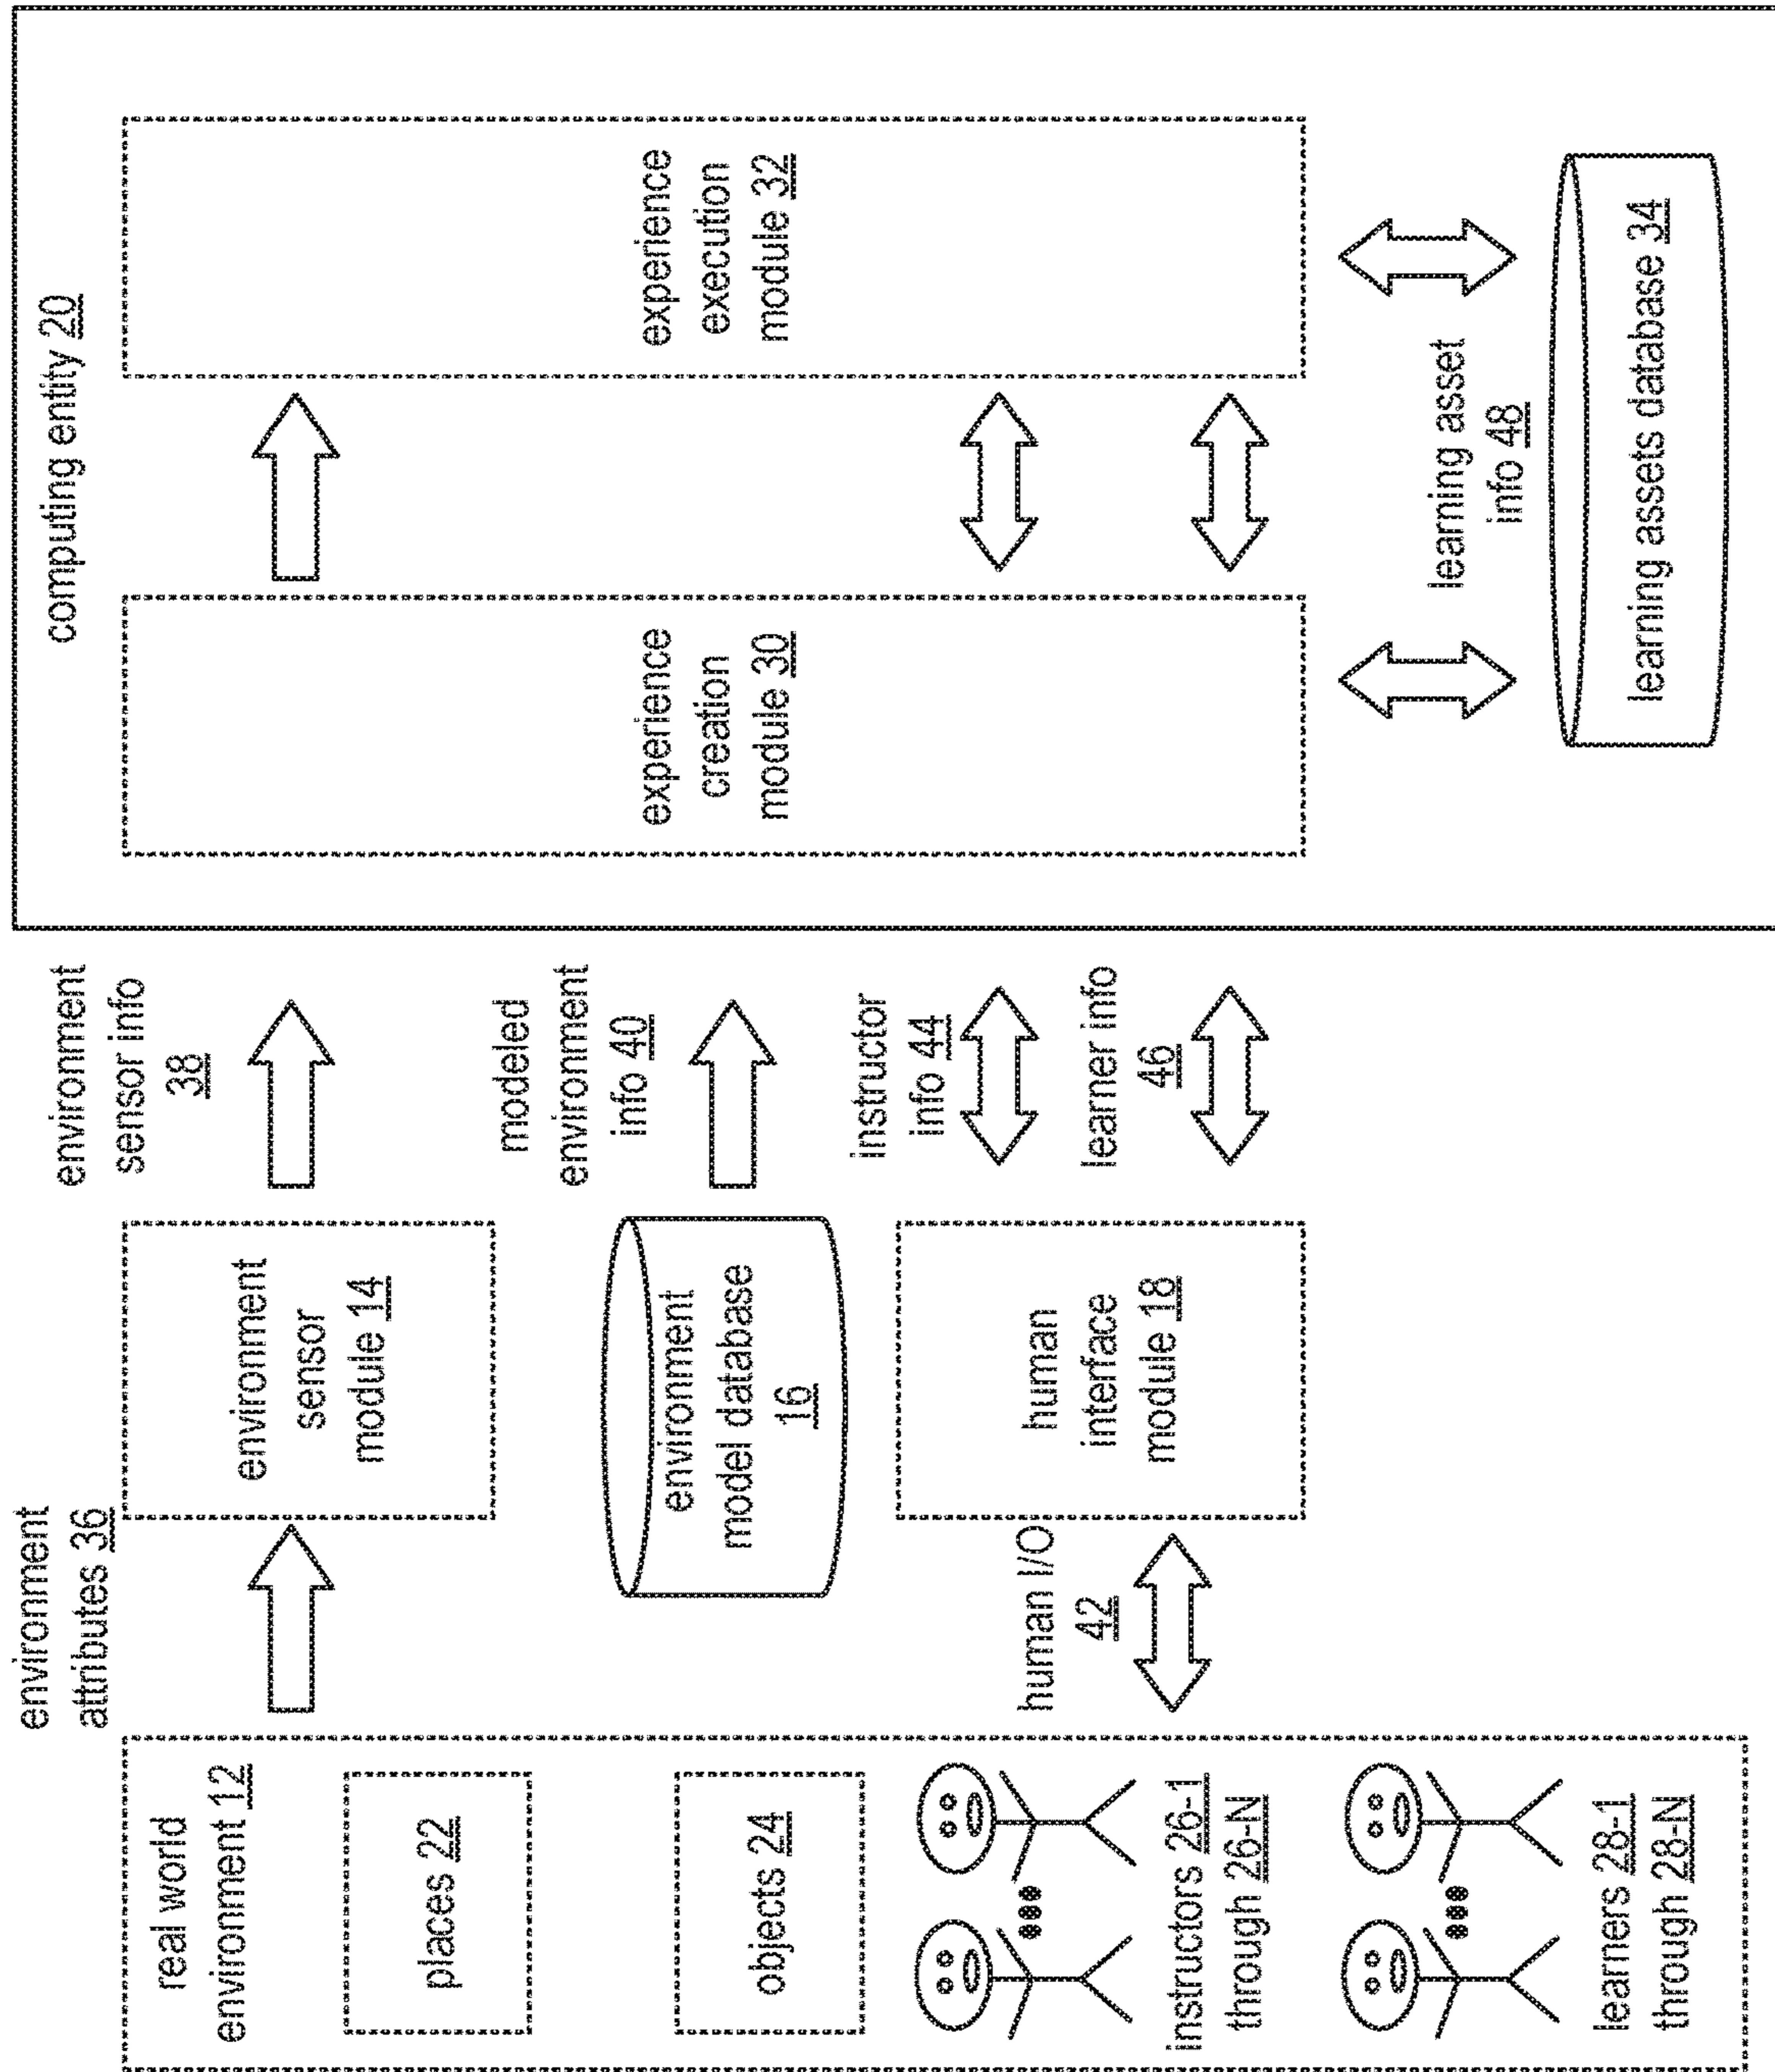 real world
environment 12
places 22
objects 24
instructors 26-1
through 26-N
learners 28-1
through 28-N
environment
attributes 36
human I/O
42
environment
sensor
module 14
environment
model database
16
human
interface
module 18
environment
sensor info
38
modeled
environment
info 40
instructor
info 44
learner info
46
computing entity 20
experience
creation
module 30
experience
execution
module 32
learning asset
info 48
learning assets database 34